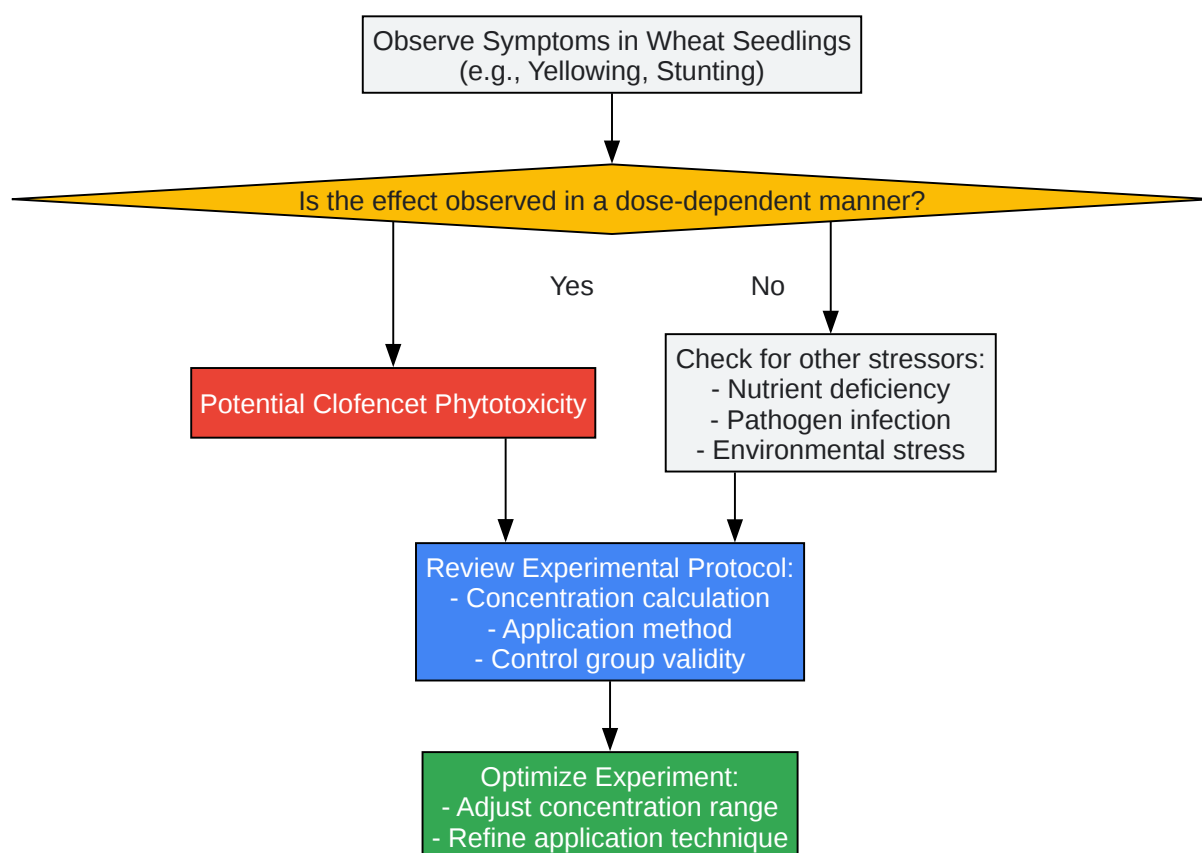 Observe Symptoms in Wheat Seedlings
(e.g., Yellowing, Stunting)
Is the effect observed in a dose-dependent manner?
Yes
No
Potential Clofencet Phytotoxicity
Check for other stressors:
- Nutrient deficiency
- Pathogen infection
- Environmental stress
Review Experimental Protocol:
- Concentration calculation
- Application method
- Control group validity
Optimize Experiment:
- Adjust concentration range
- Refine application technique